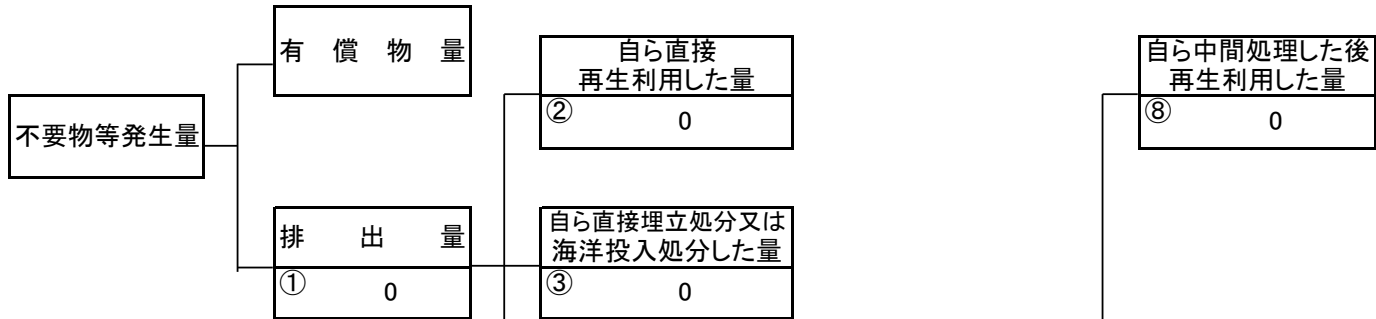 有償物量
自ら直接
再生利用した量
② 0
自ら中間処理した後
再生利用した量
⑧ 0
不要物等発生量
排出量
① 0
自ら直接埋立処分又は
海洋投入処分した量
③ 0